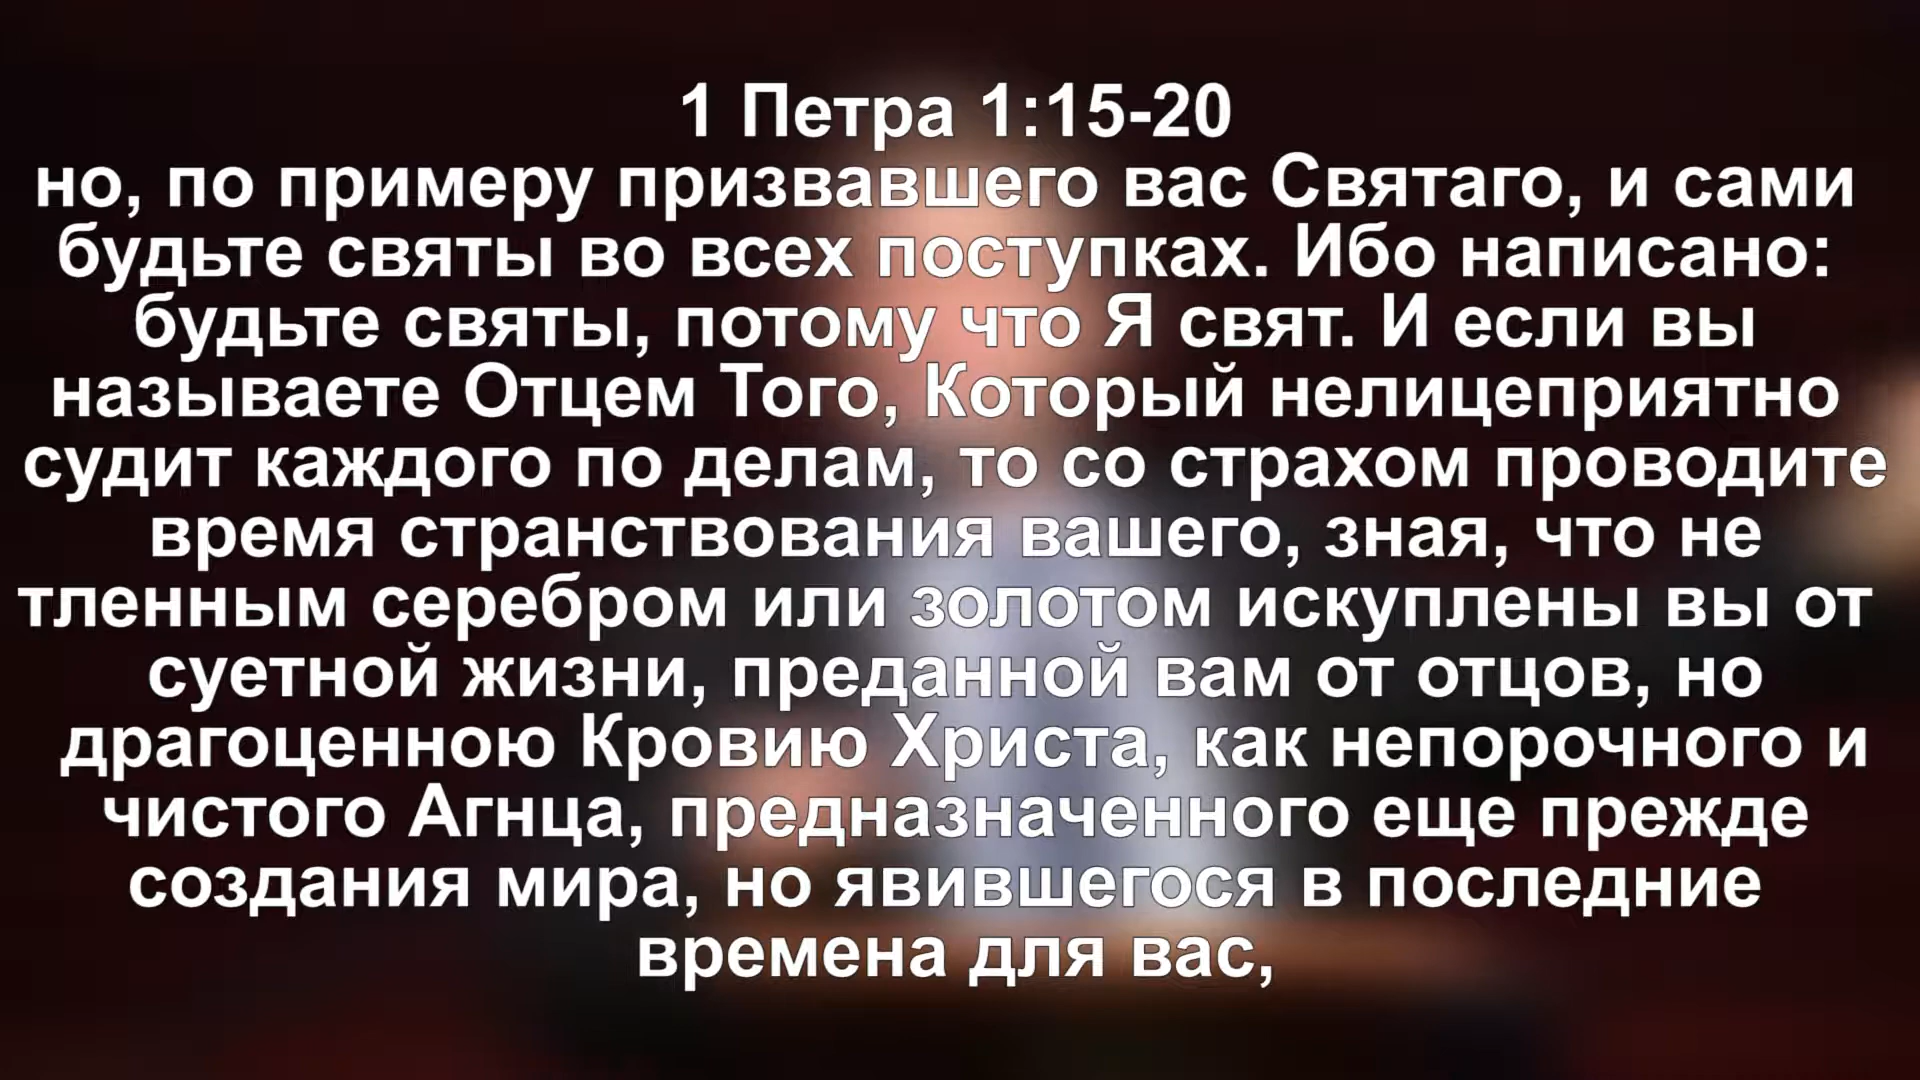 1 Петра 1:15-20
но, по примеру призвавшего вас Святаго, и сами
будьте святы во всех поступках. Ибо написано:
будьте святы, потому что Я свят. И если вы
называете Отцем Того, Который нелицеприятно
судит каждого по делам, то со страхом проводите
время странствования вашего, зная, что не
тленным серебром или золотом искуплены вы от
суетной жизни, преданной вам от отцов, но
драгоценною Кровию Христа, как непорочного и
чистого Агнца, предназначенного еще прежде
создания мира, но явившегося в последние
времена для вас,